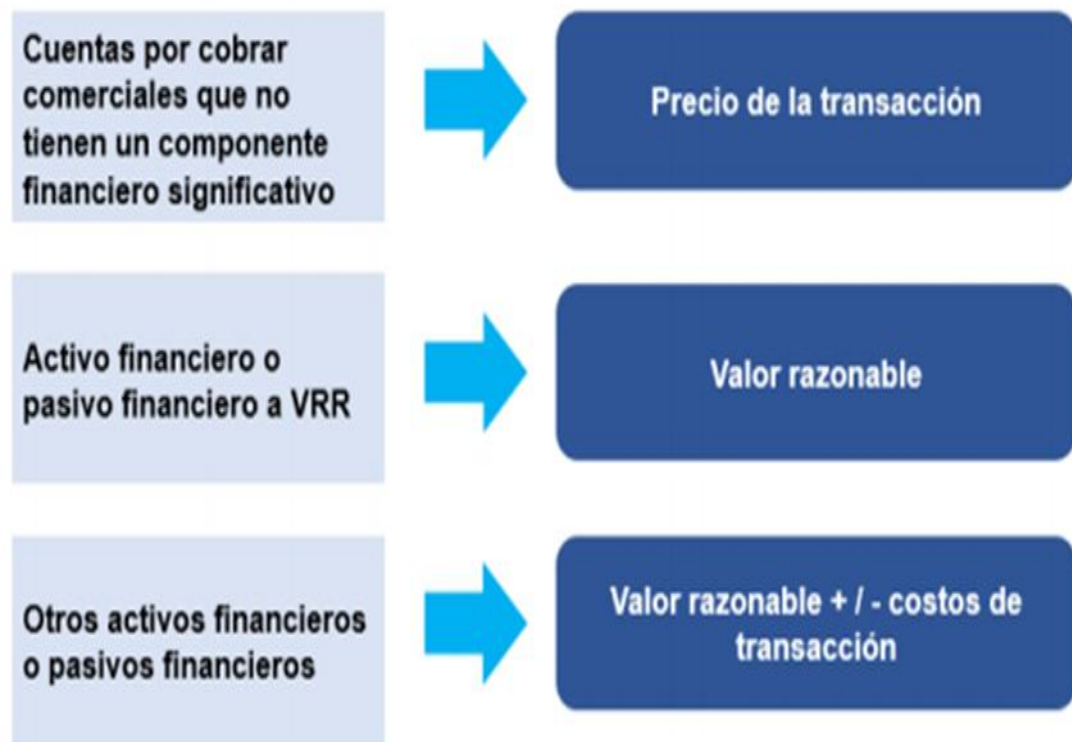 Cuentas por cobrar
comerciales que no
tienen un componente
financiero significativo
Precio de la transacción
Activo financiero o
pasivo financiero a VRR
Valor razonable
Otros activos financieros
o pasivos financieros
Valor razonable + / - costos de
transacción